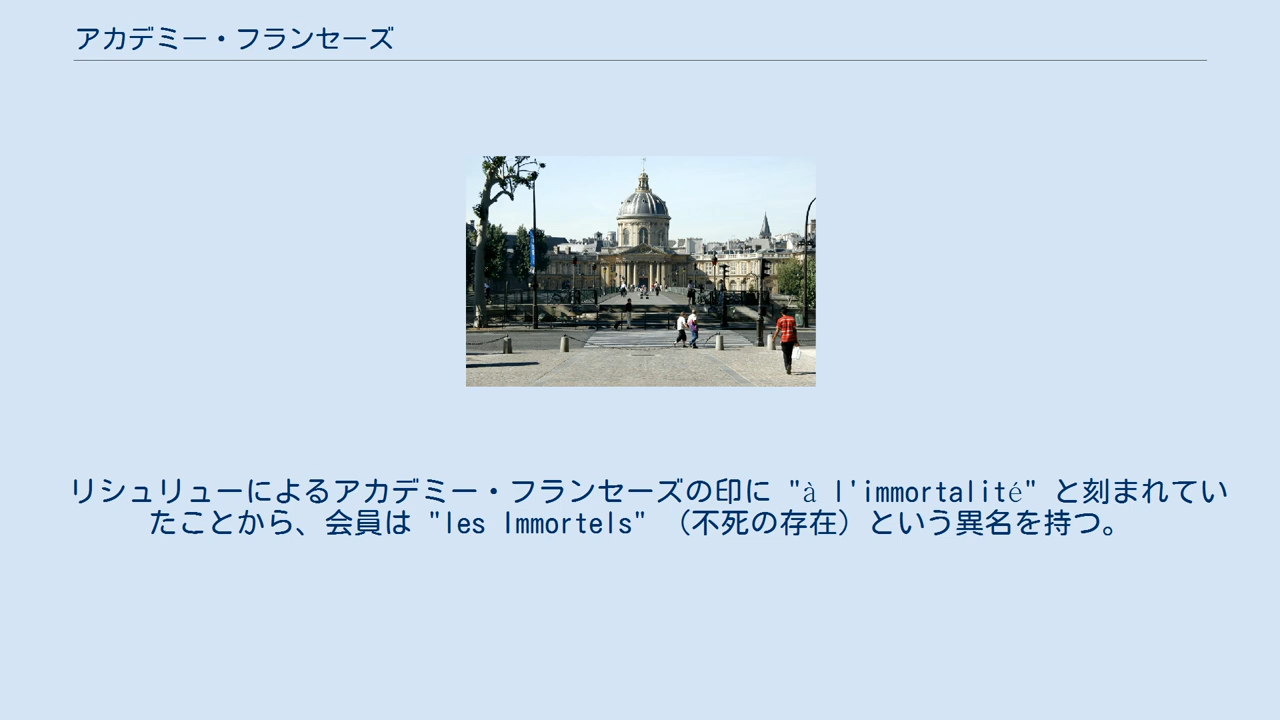 アカデミー・フランセーズ
リシュリューによるアカデミー・フランセーズの印に "à l'immortalité" と刻まれてい
たことから、会員は "les Immortels" （不死の存在）という異名を持つ。